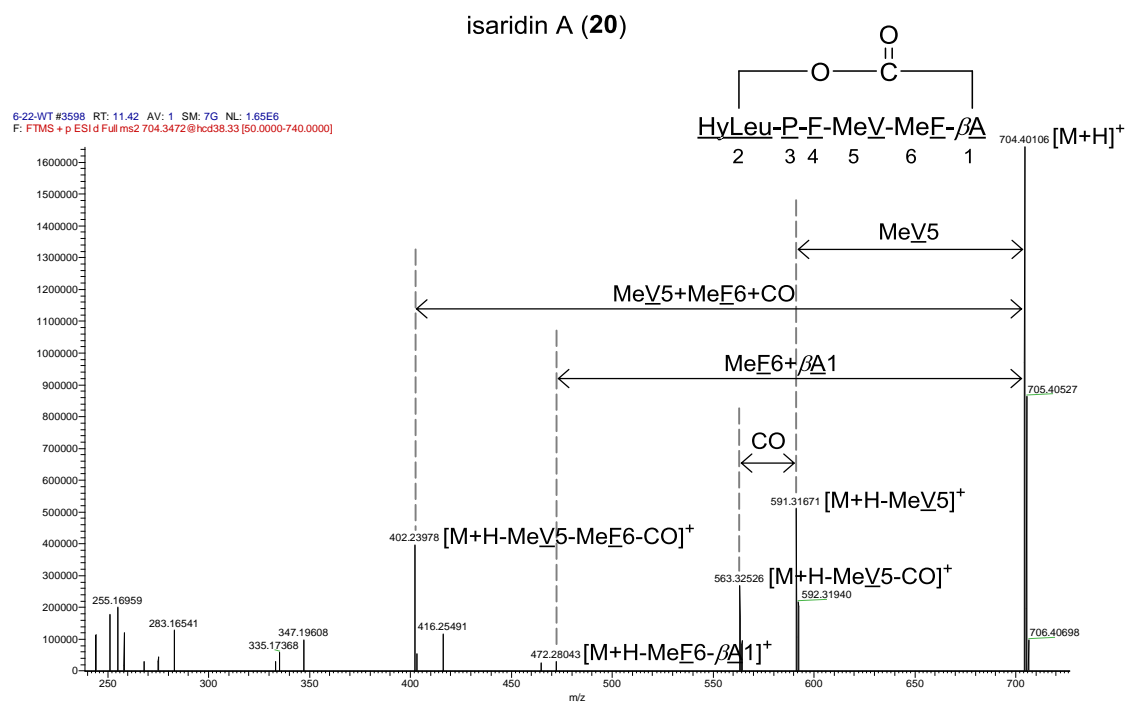 isaridin A (20)
O
O C
6-22-WT #3598 RT: 11.42 AV: 1 SM: 7G NL: 1.65E6
F: FTMS + p ESI d Full ms2 704.3472@hcd38.33 [50.0000-740.0000]
HyLeu-P-F-MeV-MeF-βA
2 3 4 5 6 1
704.40106 [M+H]+
1600000
1500000
1400000
1300000
1200000
1100000
1000000
900000
800000
700000
600000
500000
400000
300000
200000
100000
0
MeV5
MeV5+MeF6+CO
MeF6+βA1
705.40527
CO
591.31671 [M+H-MeV5]+
402.23978 [M+H-MeV5-MeF6-CO]+
563.32526 [M+H-MeV5-CO]+
592.31940
255.16959
283.16541
335.17368
347.19608
416.25491
472.28043 [M+H-MeF6-βA1]+
706.40698
250 300 350 400 450 500 550 600 650 700
m/z